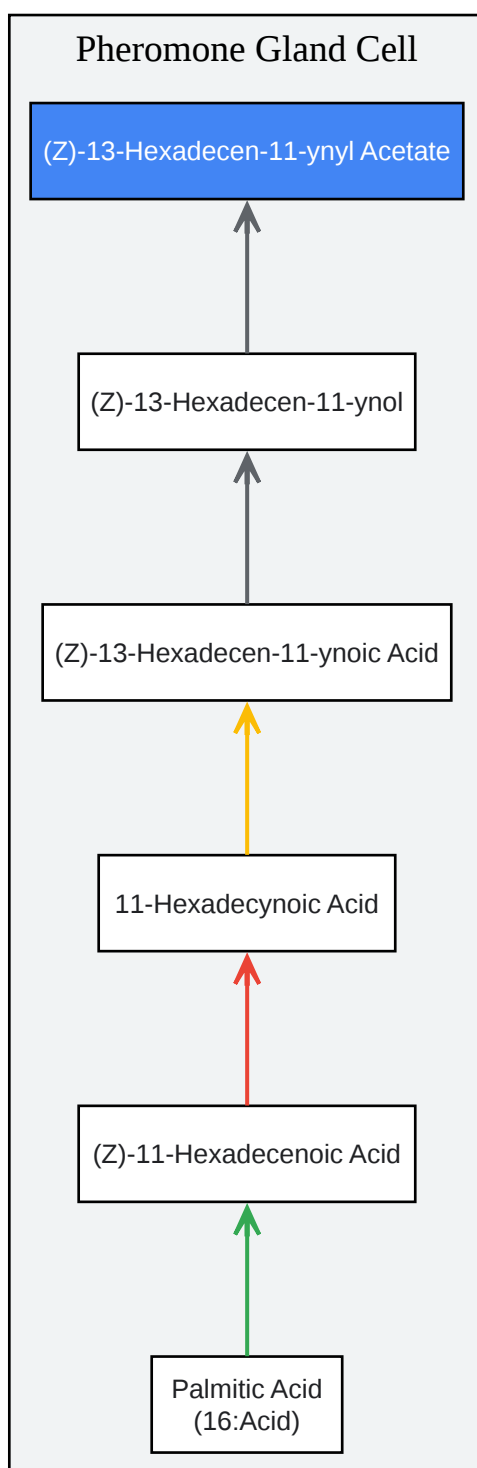 Pheromone Gland Cell
(Z)-13-Hexadecen-11-ynyl Acetate
(Z)-13-Hexadecen-11-ynol
(Z)-13-Hexadecen-11-ynoic Acid
11-Hexadecynoic Acid
(Z)-11-Hexadecenoic Acid
Palmitic Acid
(16:Acid)